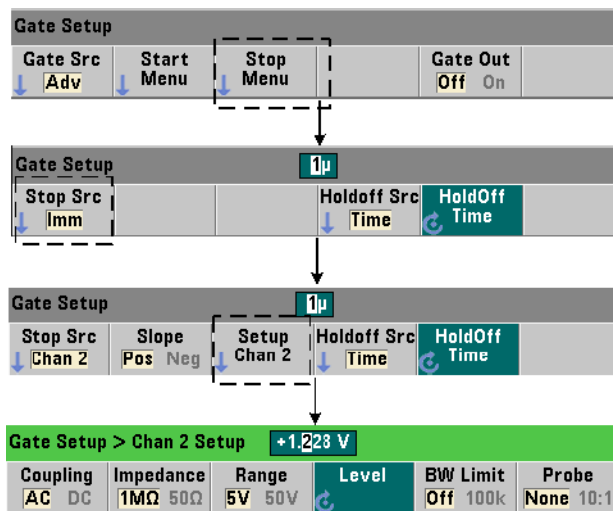 Gate Setup
Gate Src Start Stop Gate Out
Adv Menu Menu Off On
Gate Setup 1µ
Stop Src Holdoff Src HoldOff
Imm Time Time
Gate Setup 1µ
Stop Src Slope Setup Holdoff Src HoldOff
Chan 2 Pos Neg Chan 2 Time Time
Gate Setup > Chan 2 Setup +1.228 V
Coupling Impedance Range Level BW Limit Probe
AC DC 1MΩ 50Ω 5V 50V Off 100k None 10:1